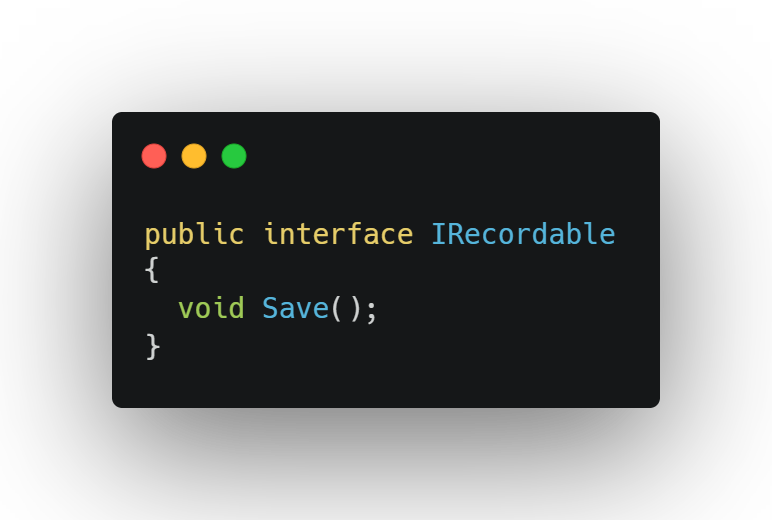 public interface IRecordable
{
  void Save();
}